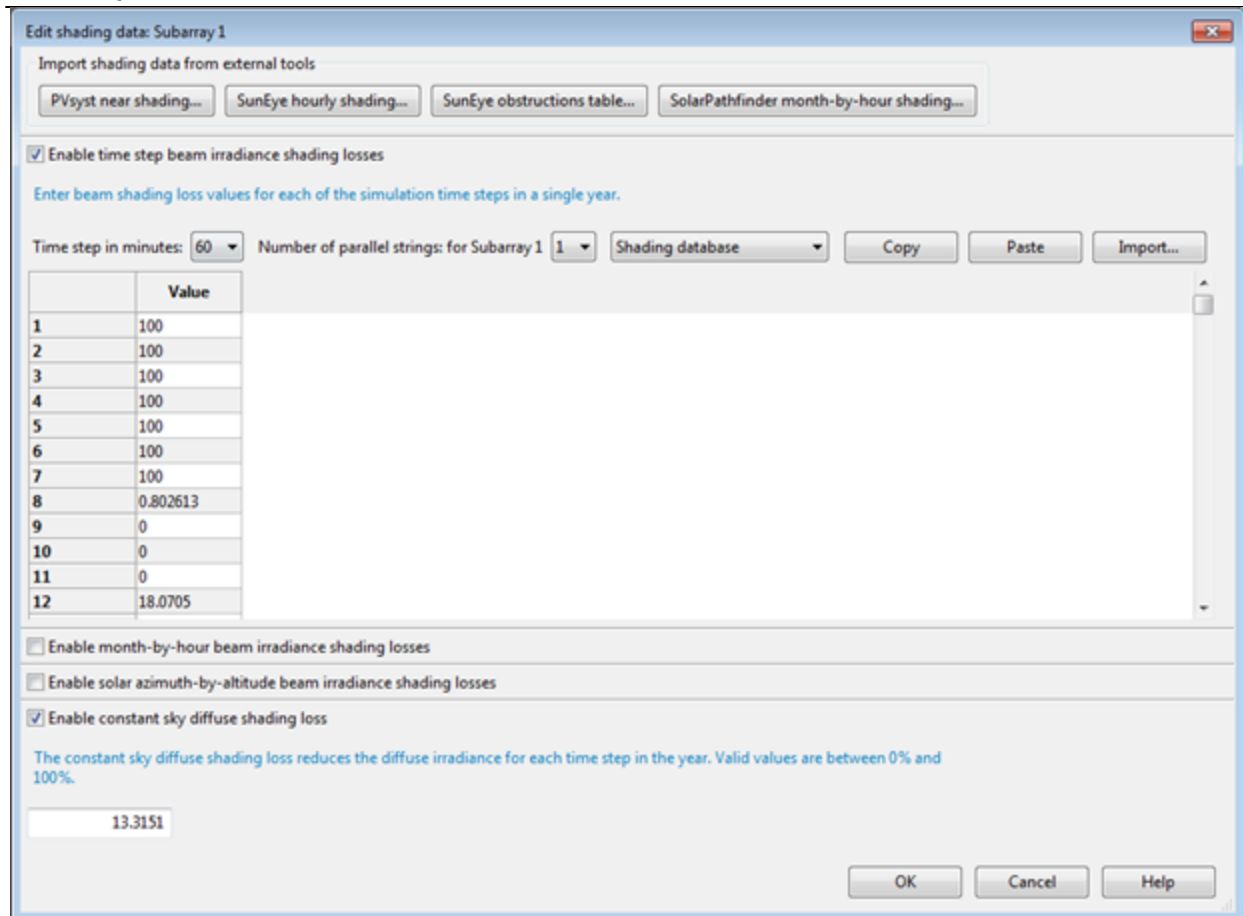 Edit shading data: Subarray 1
Import shading data from external tools
PVsyst near shading... SunEye hourly shading... SunEye obstructions table... SolarPathfinder month-by-hour shading...
Enable time step beam irradiance shading losses
Enter beam shading loss values for each of the simulation time steps in a single year.
Time step in minutes: 60 Number of parallel strings: for Subarray 1 1 Shading database Copy Paste Import...
Value
1 100
2 100
3 100
4 100
5 100
6 100
7 100
8 0.802613
9 0
10 0
11 0
12 18.0705
Enable month-by-hour beam irradiance shading losses
Enable solar azimuth-by-altitude beam irradiance shading losses
Enable constant sky diffuse shading loss
The constant sky diffuse shading loss reduces the diffuse irradiance for each time step in the year. Valid values are between 0% and
100%.
13.3151
OK Cancel Help